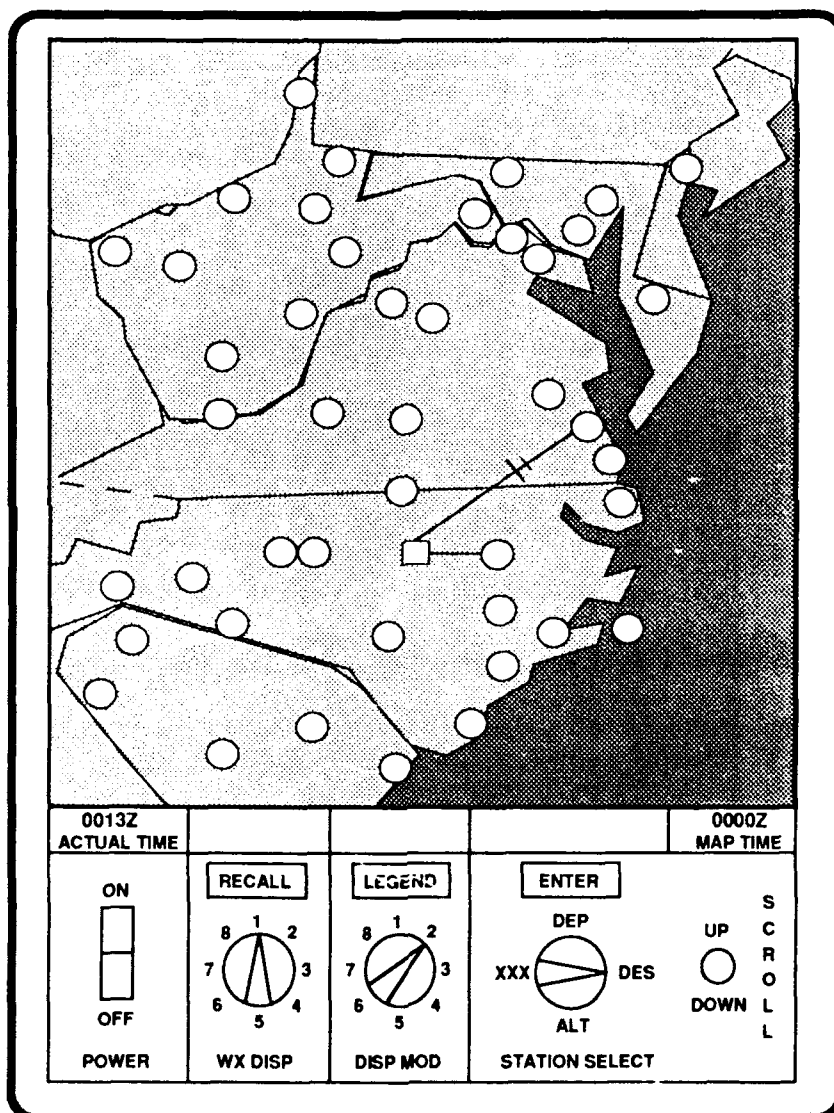 0013Z
ACTUAL TIME
0000Z
MAP TIME
ON
OFF
POWER
RECALL
1
2
3
4
5
6
7
8
WX DISP
LEGEND
1
2
3
4
5
6
7
8
DISP MOD
ENTER
DEP
XXX
DES
ALT
STATION SELECT
UP
DOWN
SCROLL